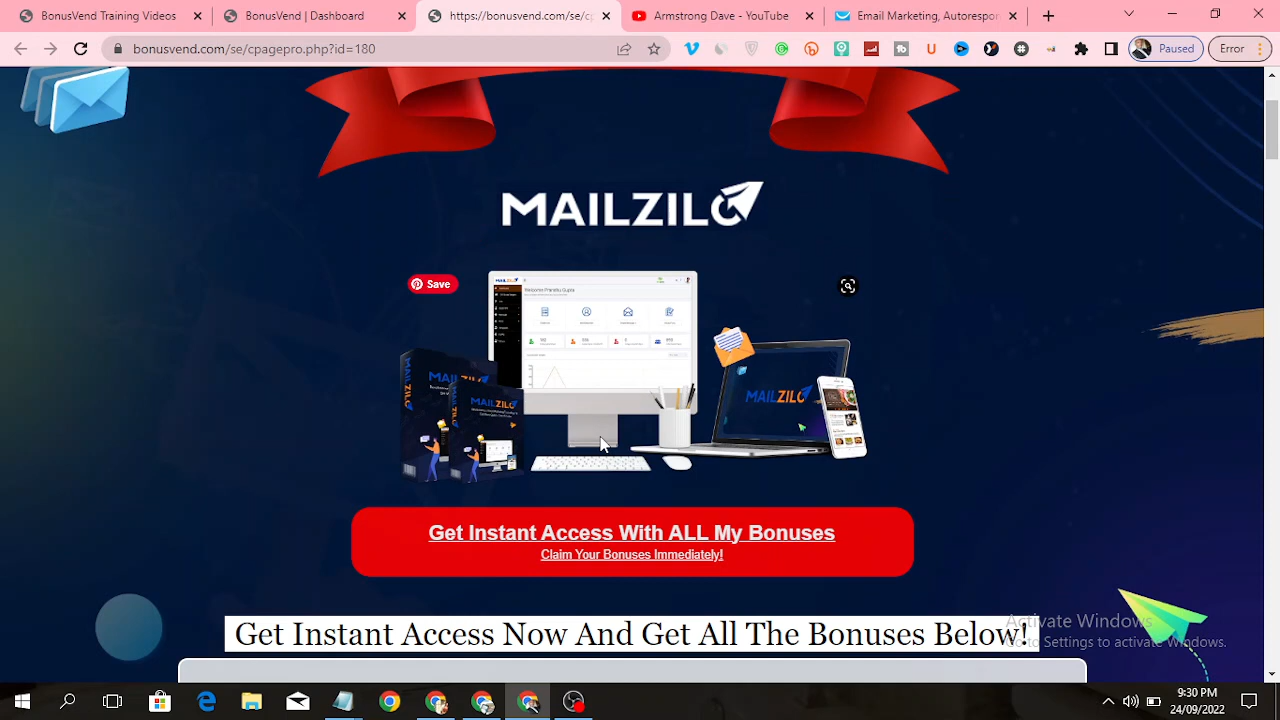 BonusVend Training Videos
BonusVend | Dashboard
https://bonusvend.com/se/cp
Armstrong Dave - YouTube
Email Marketing, Autorespon
bonusvend.com/se/cpagepro.php?id=180
Paused
Error
MAILZILO
Save
MAILZILO
MAILZILO
Get Instant Access With ALL My Bonuses
Claim Your Bonuses Immediately!
Get Instant Access Now And Get All The Bonuses Below!
Activate Windows
Go to Settings to activate Windows.
9:30 PM
24/09/2022